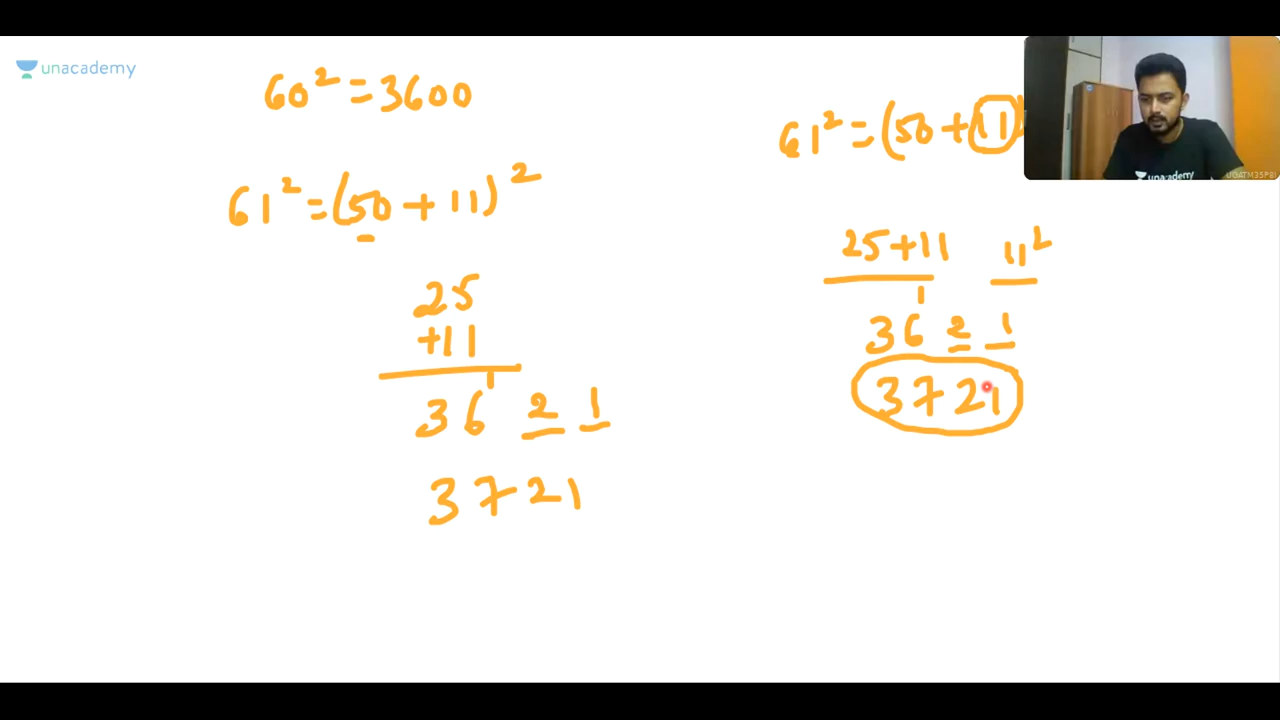 unacademy
60² = 3600
61² = (50 + 11)²
25
+11
1
36 2 1
3721
61² = (50 + 11)
25+11 11²
1
36 2 1
3721
unacademy